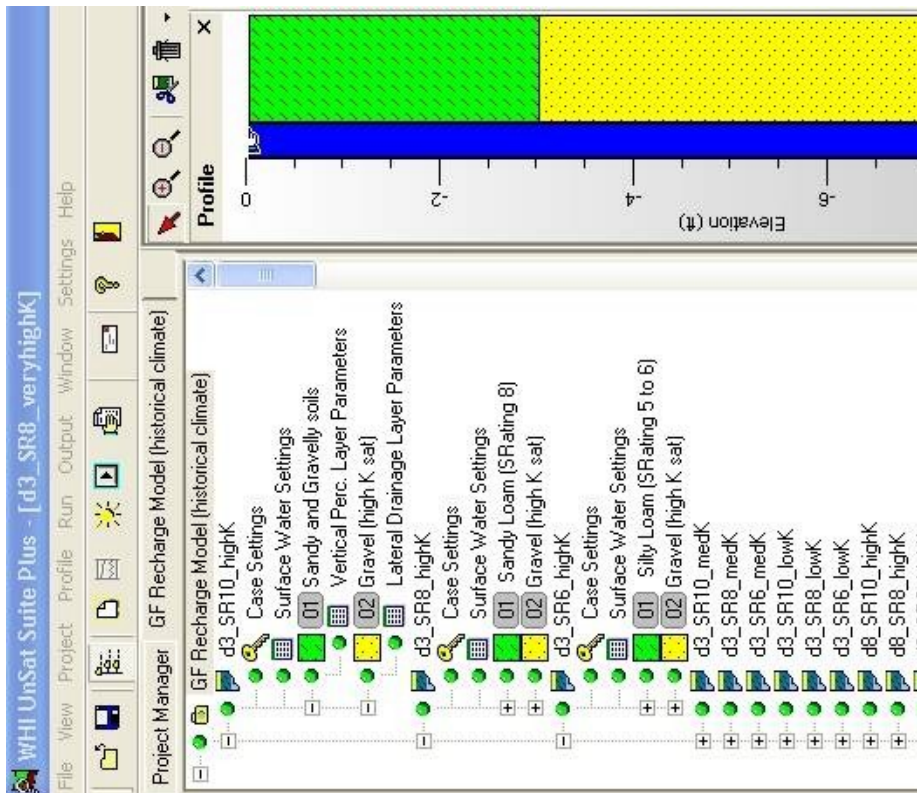 WHI UnSat Suite Plus - [d3_SR8_veryhighK]
File View Project Profile Run Output Window Settings Help
Project Manager GF Recharge Model (historical climate)
GF Recharge Model (historical climate)
d3_SR10_highK
Case Settings
Surface Water Settings
01 Sandy and Gravelly soils
Vertical Perc. Layer Parameters
02 Gravel (high K sat)
Lateral Drainage Layer Parameters
d3_SR8_highK
Case Settings
Surface Water Settings
01 Sandy Loam (SRating 8)
02 Gravel (high K sat)
d3_SR6_highK
Case Settings
Surface Water Settings
01 Silty Loam (SRating 5 to 6)
02 Gravel (high K sat)
d3_SR10_medK
d3_SR8_medK
d3_SR6_medK
d3_SR10_lowK
d3_SR8_lowK
d3_SR6_lowK
d8_SR10_highK
d8_SR8_highK
Profile
0
-2
-4
-6
Elevation (ft)